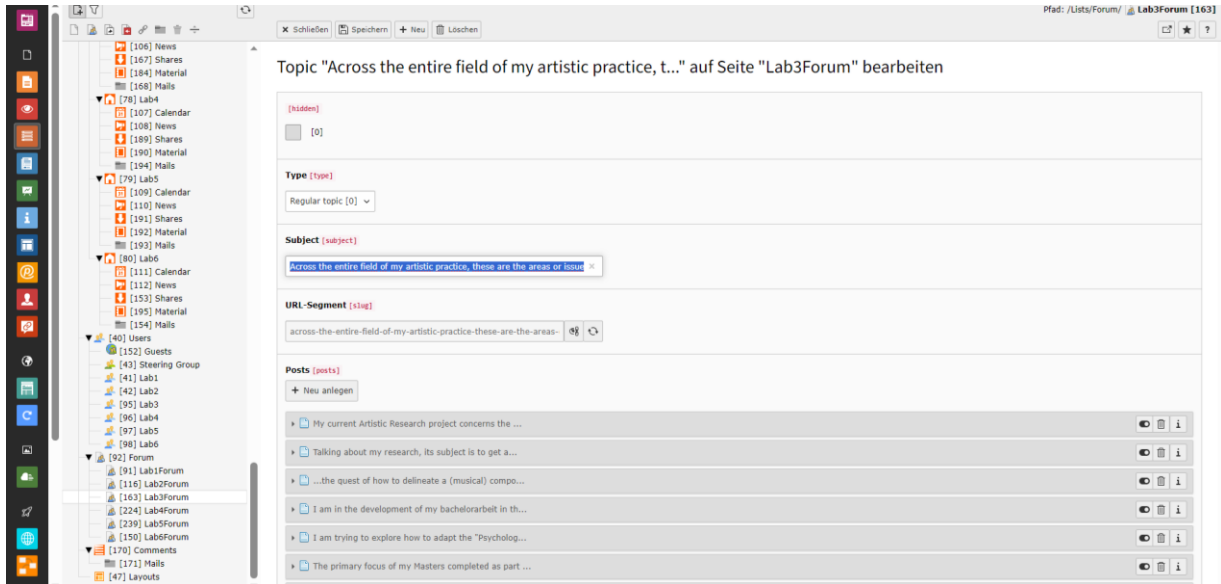 Pfad: /Lists/Forum/ Lab3Forum [163]
× Schließen Speichern + Neu Löschen
?
[106] News
[167] Shares
[184] Material
[168] Mails
[78] Lab4
[107] Calendar
[108] News
[189] Shares
[190] Material
[194] Mails
[79] Lab5
[109] Calendar
[110] News
[191] Shares
[192] Material
[193] Mails
[80] Lab6
[111] Calendar
[112] News
[153] Shares
[195] Material
[154] Mails
[40] Users
[152] Guests
[43] Steering Group
[41] Lab1
[42] Lab2
[95] Lab3
[96] Lab4
[97] Lab5
[98] Lab6
[92] Forum
[91] Lab1Forum
[116] Lab2Forum
[163] Lab3Forum
[224] Lab4Forum
[239] Lab5Forum
[150] Lab6Forum
[170] Comments
[171] Mails
[47] Layouts
Topic "Across the entire field of my artistic practice, t..." auf Seite "Lab3Forum" bearbeiten
[hidden]
[0]
Type [type]
Regular topic [0]
Subject [subject]
Across the entire field of my artistic practice, these are the areas or issue ×
URL-Segment [slug]
across-the-entire-field-of-my-artistic-practice-these-are-the-areas-
Posts [posts]
+ Neu anlegen
My current Artistic Research project concerns the ...
Talking about my research, its subject is to get a...
...the quest of how to delineate a (musical) compo...
I am in the development of my bachelorarbeit in th...
I am trying to explore how to adapt the "Psycholog...
The primary focus of my Masters completed as part ...